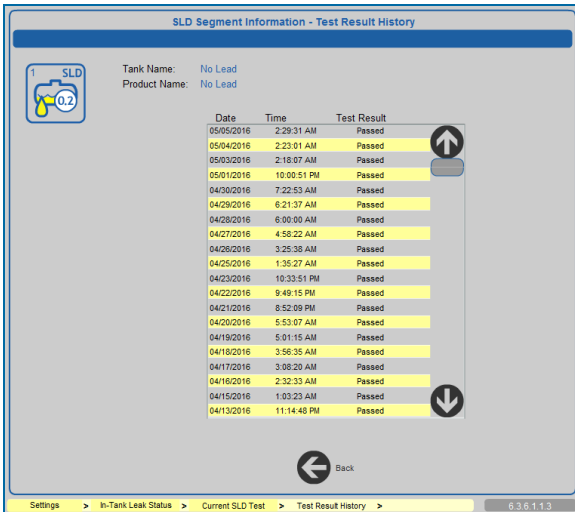 SLD Segment Information - Test Result History
1 SLD
0.2
Tank Name: No Lead
Product Name: No Lead
Date Time Test Result
05/05/2016 2:29:31 AM Passed
05/04/2016 2:23:01 AM Passed
05/03/2016 2:18:07 AM Passed
05/01/2016 10:00:51 PM Passed
04/30/2016 7:22:53 AM Passed
04/29/2016 6:21:37 AM Passed
04/28/2016 6:00:00 AM Passed
04/27/2016 4:58:22 AM Passed
04/26/2016 3:25:38 AM Passed
04/25/2016 1:35:27 AM Passed
04/23/2016 10:33:51 PM Passed
04/22/2016 9:49:15 PM Passed
04/21/2016 8:52:09 PM Passed
04/20/2016 5:53:07 AM Passed
04/19/2016 5:01:15 AM Passed
04/18/2016 3:56:35 AM Passed
04/17/2016 3:08:20 AM Passed
04/16/2016 2:32:33 AM Passed
04/15/2016 1:03:23 AM Passed
04/13/2016 11:14:48 PM Passed
Back
Settings > In-Tank Leak Status > Current SLD Test > Test Result History > 6.3.6.1.1.3